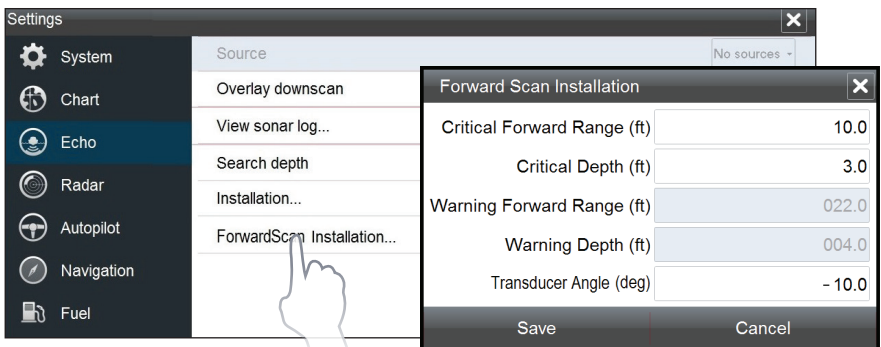 Settings
System
Chart
Echo
Radar
Autopilot
Navigation
Fuel
Source
No sources
Overlay downscan
View sonar log...
Search depth
Installation...
ForwardScan Installation...
Forward Scan Installation
Critical Forward Range (ft) 10.0
Critical Depth (ft) 3.0
Warning Forward Range (ft) 022.0
Warning Depth (ft) 004.0
Transducer Angle (deg) -10.0
Save Cancel